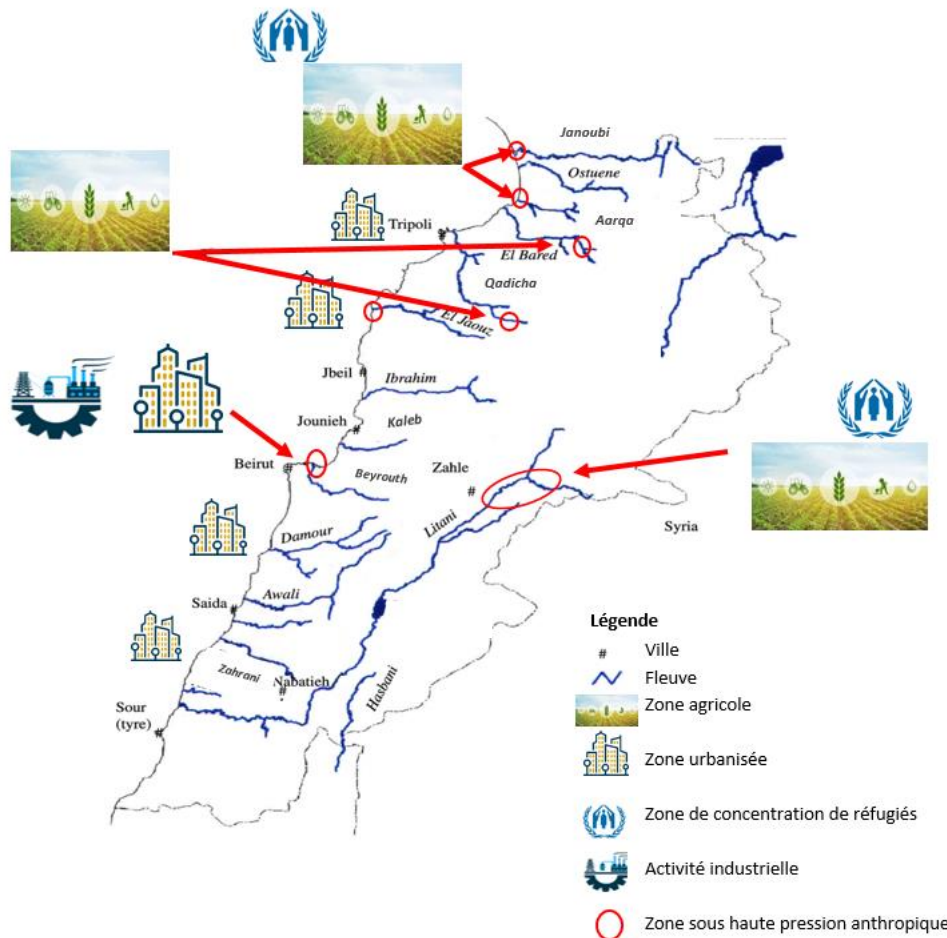 Janoubi
Ostuene
Aarqa
Tripoli
El Bared
Qadicha
El Jaouz
Jbeil
Ibrahim
Jounieh
Kaleb
Beirut
Beyrouth
Zahle
Litani
Syria
Damour
Awali
Saida
Zahrani
Nabatieh
Hasbani
Sour
(tyre)
Légende
# Ville
Fleuve
Zone agricole
Zone urbanisée
Zone de concentration de réfugiés
Activité industrielle
Zone sous haute pression anthropique